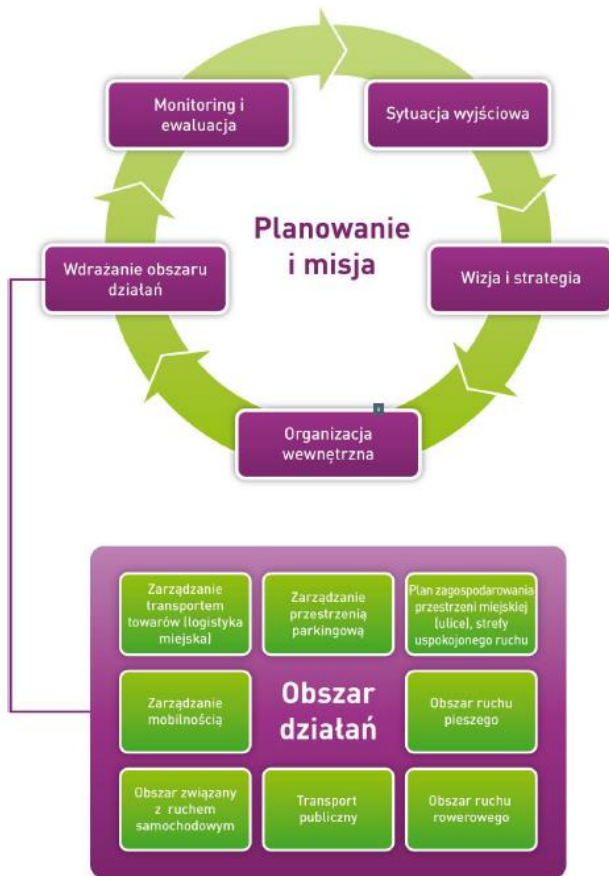 Monitoring i
ewaluacja
Sytuacja wyjściowa
Planowanie
i misja
Wdrażanie obszaru
działań
Wizja i strategia
Organizacja
wewnętrzna
Zarządzanie
transportem
towarów (logistyka
miejska)
Zarządzanie
przestrzenią
parkingową
Plan zagospodarowania
przestrzeni miejskiej
(ulice), strefy
uspokojonego ruchu
Zarządzanie
mobilnością
Obszar
działań
Obszar ruchu
pieszego
Obszar związany
z ruchem
samochodowym
Transport
publiczny
Obszar ruchu
rowerowego